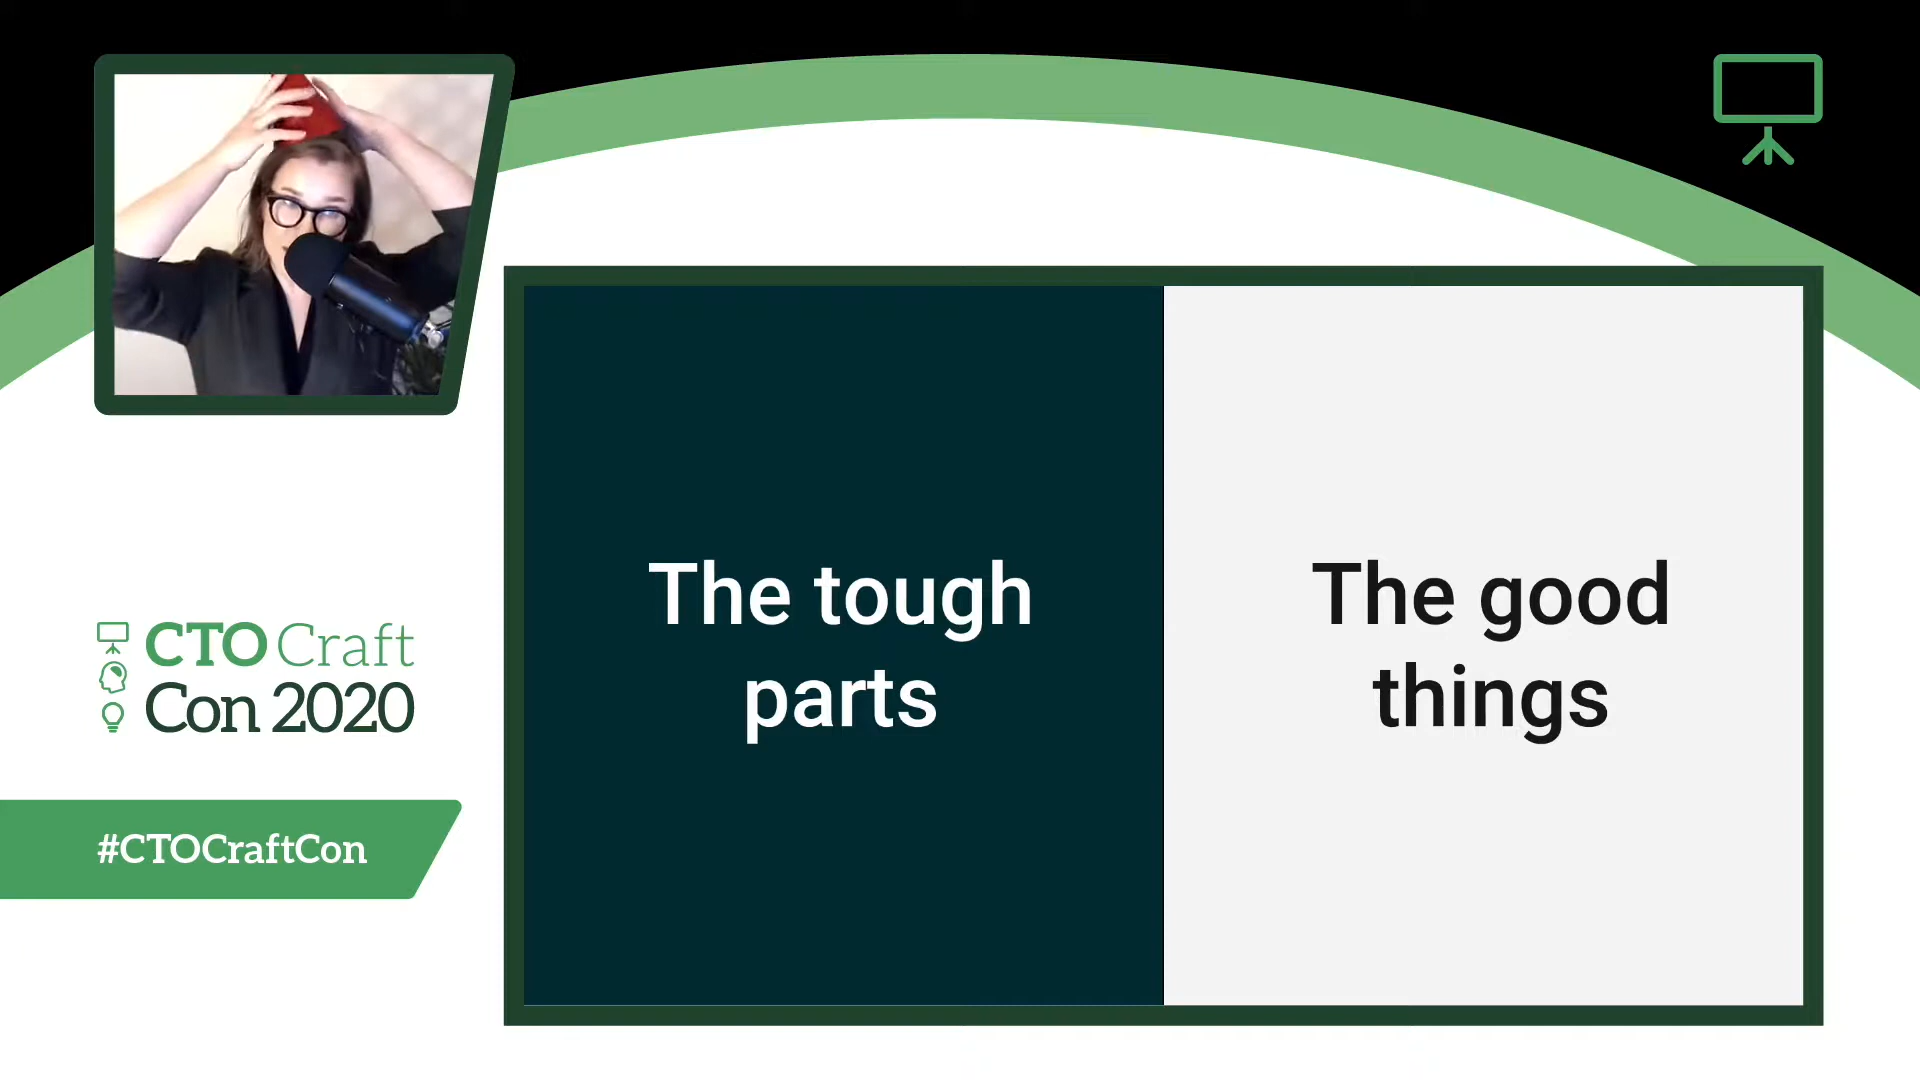 The tough
parts
The good
things
CTO Craft
Con 2020
#CTOCraftCon